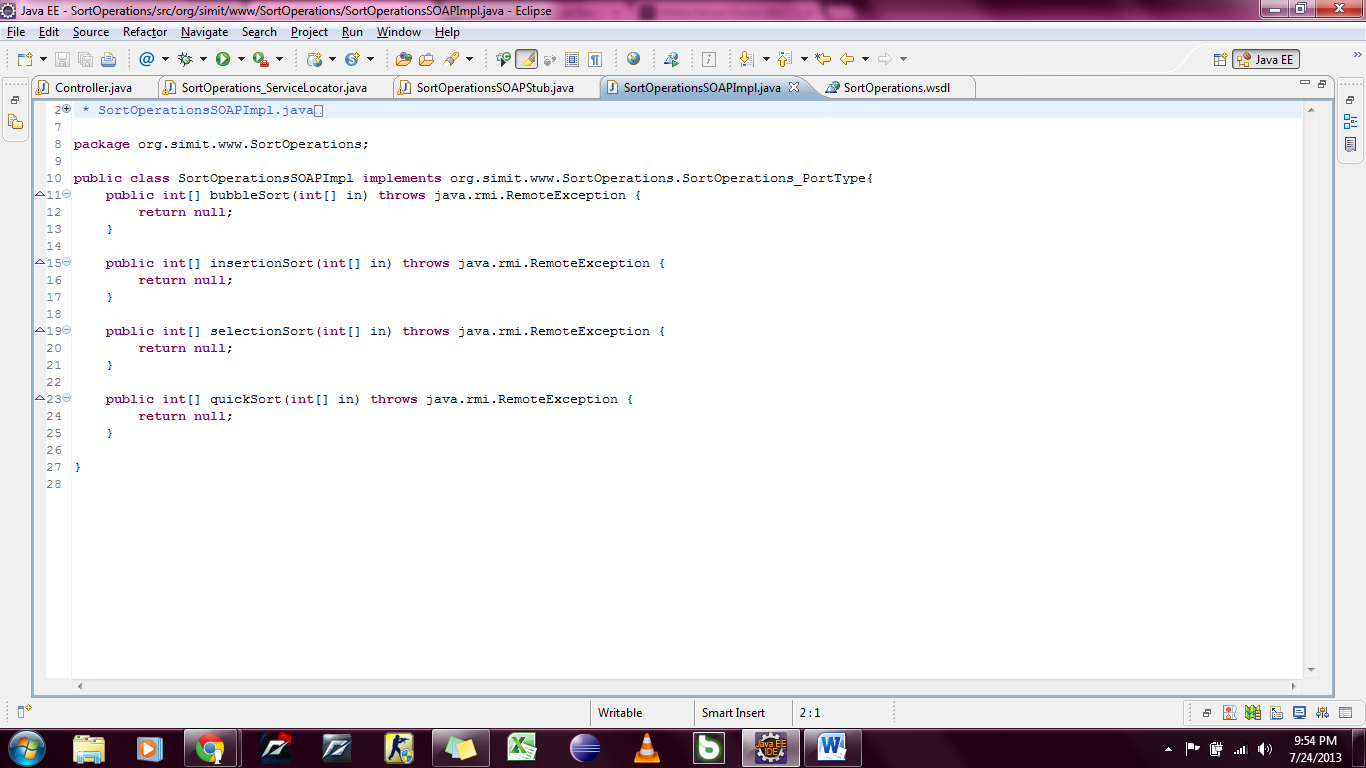 Java EE - SortOperations/src/org/simit/www/SortOperations/SortOperationsSOAPImpl.java - Eclipse
File Edit Source Refactor Navigate Search Project Run Window Help
Java EE
Controller.java SortOperations_ServiceLocator.java SortOperationsSOAPStub.java SortOperationsSOAPImpl.java SortOperations.wsdl
2 * SortOperationsSOAPImpl.java
7
8 package org.simit.www.SortOperations;
9
10 public class SortOperationsSOAPImpl implements org.simit.www.SortOperations.SortOperations_PortType{
11 public int[] bubbleSort(int[] in) throws java.rmi.RemoteException {
12 return null;
13 }
14
15 public int[] insertionSort(int[] in) throws java.rmi.RemoteException {
16 return null;
17 }
18
19 public int[] selectionSort(int[] in) throws java.rmi.RemoteException {
20 return null;
21 }
22
23 public int[] quickSort(int[] in) throws java.rmi.RemoteException {
24 return null;
25 }
26
27 }
28
Writable Smart Insert 2 : 1
Java EE
IDE
9:54 PM
7/24/2013